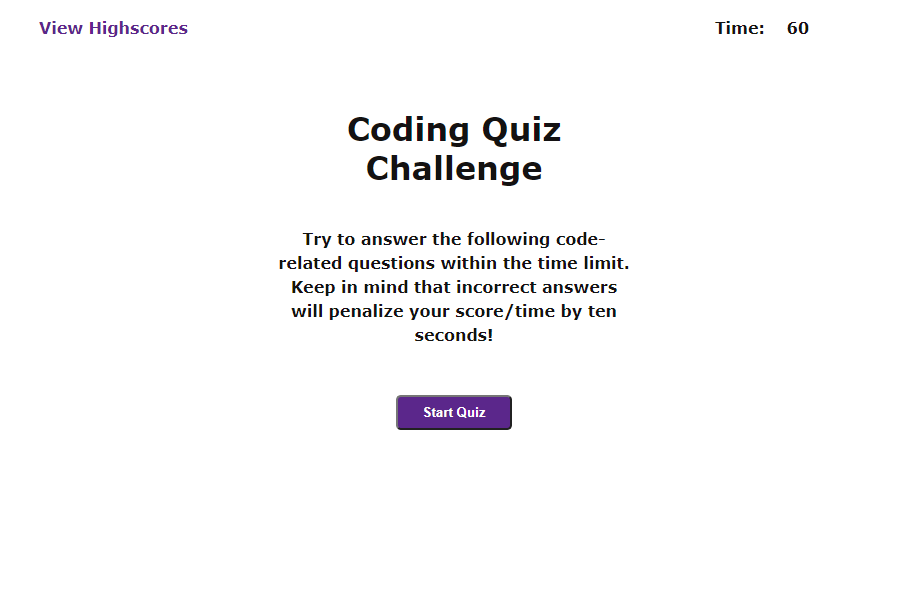 View Highscores
Time: 60
Coding Quiz
Challenge
Try to answer the following code-
related questions within the time limit.
Keep in mind that incorrect answers
will penalize your score/time by ten
seconds!
Start Quiz